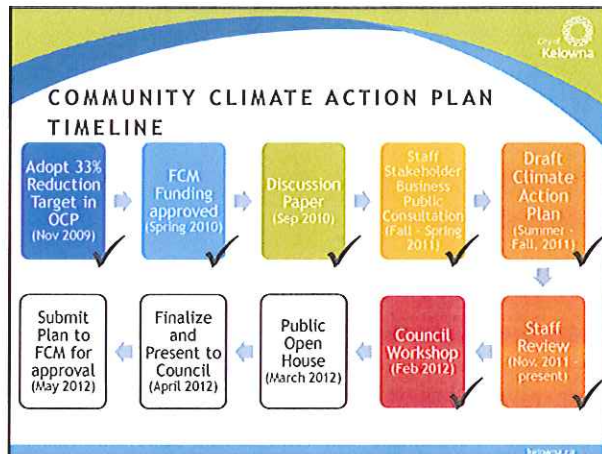 City of
Kelowna
COMMUNITY CLIMATE ACTION PLAN
TIMELINE
Adopt 33%
Reduction
Target in
OCP
(Nov 2009)
FCM
Funding
approved
(Spring 2010)
Discussion
Paper
(Sep 2010)
Staff
Stakeholder
Business
Public
Consultation
(Fall - Spring
2011)
Draft
Climate
Action
Plan
(Summer -
Fall, 2011)
Staff
Review
(Nov. 2011 -
present)
Council
Workshop
(Feb 2012)
Public
Open
House
(March 2012)
Finalize
and
Present to
Council
(April 2012)
Submit
Plan to
FCM for
approval
(May 2012)
kelowna.ca